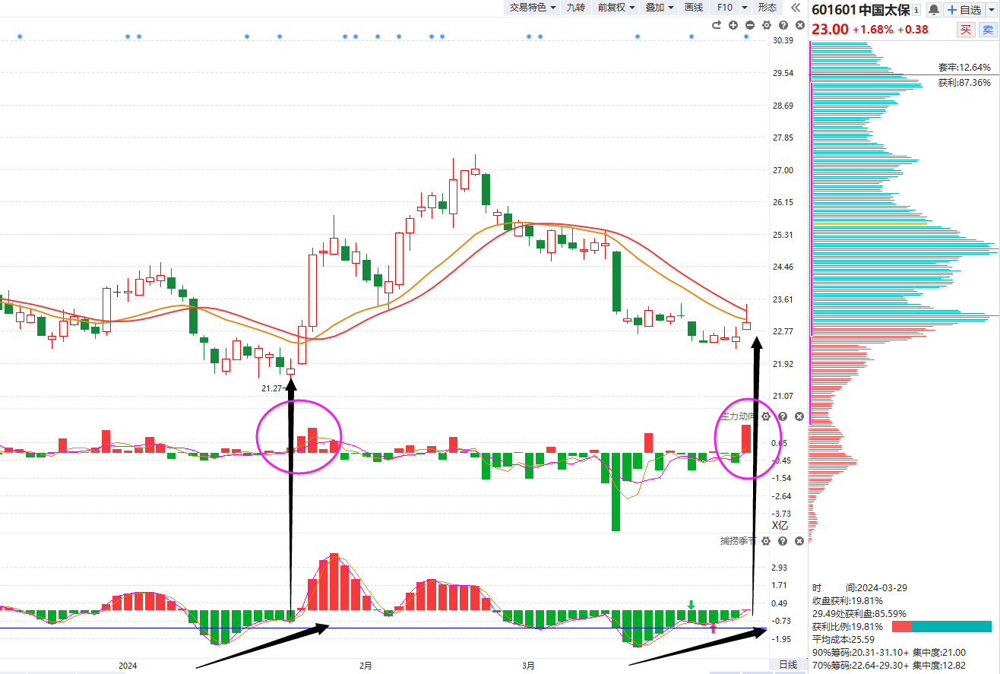 交易特色 九转 前复权 叠加 画线 F10 形态
601601 中国太保 自选
23.00 +1.68% +0.38 买 卖
30.39
29.54
28.69
27.85
27.00
26.15
25.31
24.46
23.61
22.77
21.92
21.07
21.27
套牢:12.64%
获利:87.36%
主力动向
0.65
-0.45
-1.54
-2.64
-3.73
X亿
捕捞季节
2.93
1.71
0.49
-0.73
-1.95
2024 2月 3月 日线
时 间:2024-03-29
收盘获利:19.81%
29.49处获利盘:85.59%
获利比例:19.81%
平均成本:25.59
90%筹码:20.31-31.10+ 集中度:21.00
70%筹码:22.64-29.30+ 集中度:12.82